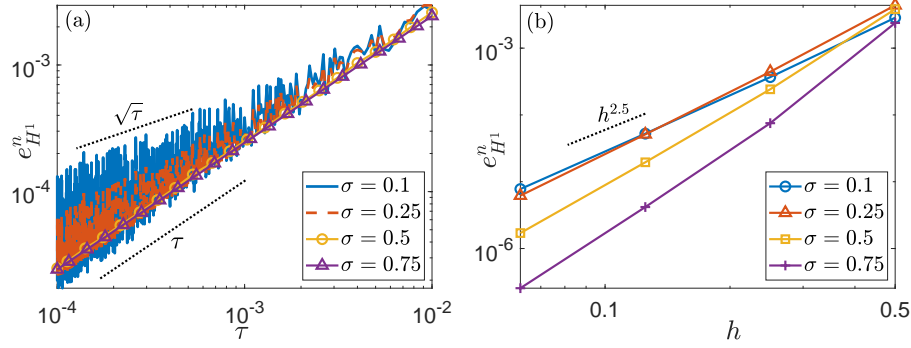 (a)
10^{-3}
10^{-4}
e^n_{H^1}
√τ
τ
σ = 0.1
σ = 0.25
σ = 0.5
σ = 0.75
10^{-4}
10^{-3}
10^{-2}
τ
(b)
10^{-3}
10^{-6}
e^n_{H^1}
h^{2.5}
σ = 0.1
σ = 0.25
σ = 0.5
σ = 0.75
0.1
0.5
h